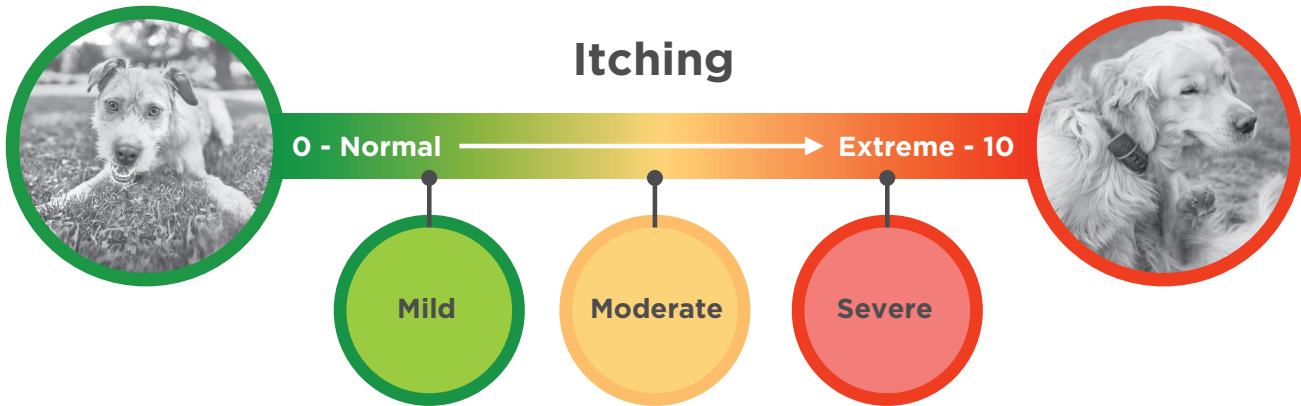 Itching
0 - Normal
Extreme - 10
Mild
Moderate
Severe